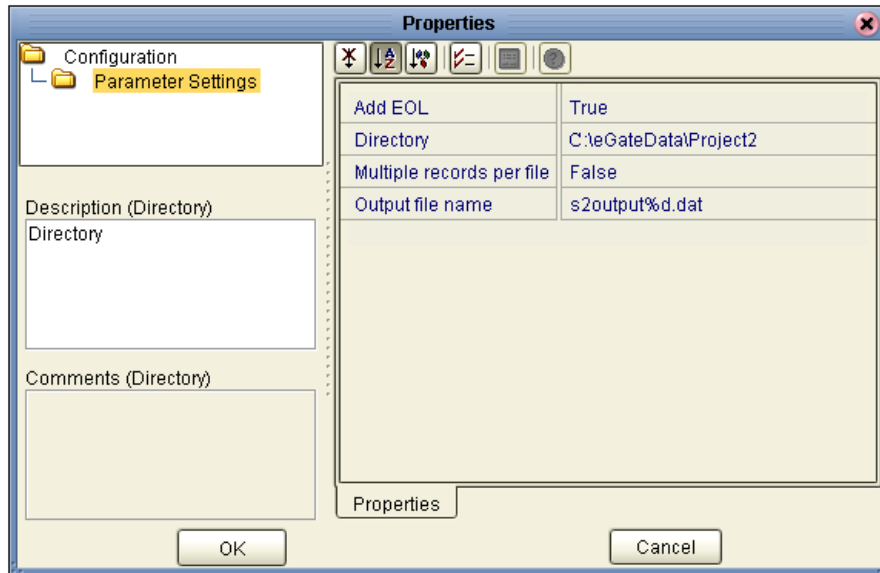 Properties
Configuration
Parameter Settings
Description (Directory)
Directory
Comments (Directory)
Add EOL True
Directory C:\eGateData\Project2
Multiple records per file False
Output file name s2output%d.dat
Properties
OK
Cancel